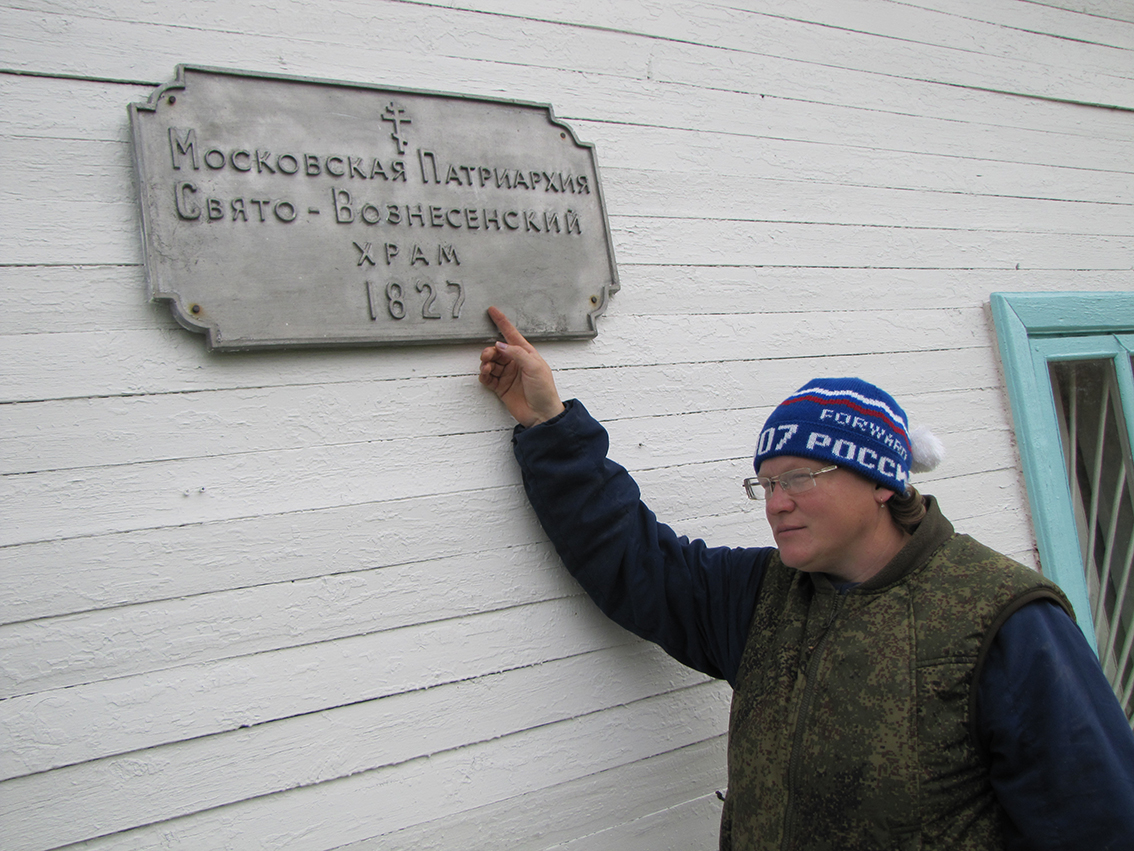 Московская Патриархия
Свято-Вознесенский
храм
1827
FORWARD
07 РОССИ